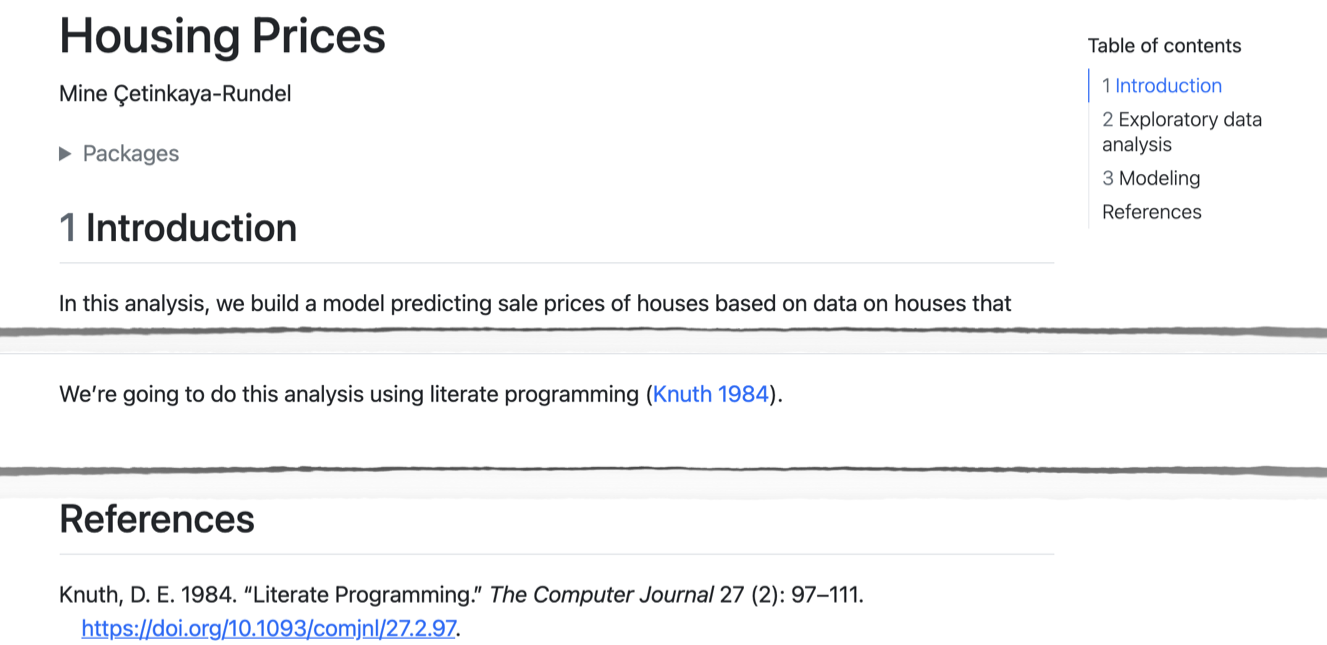 Housing Prices
Mine Çetinkaya-Rundel
▶ Packages
1 Introduction
In this analysis, we build a model predicting sale prices of houses based on data on houses that
Table of contents
1 Introduction
2 Exploratory data
analysis
3 Modeling
References
We're going to do this analysis using literate programming (Knuth 1984).
References
Knuth, D. E. 1984. “Literate Programming.” The Computer Journal 27 (2): 97–111.
https://doi.org/10.1093/comjnl/27.2.97.